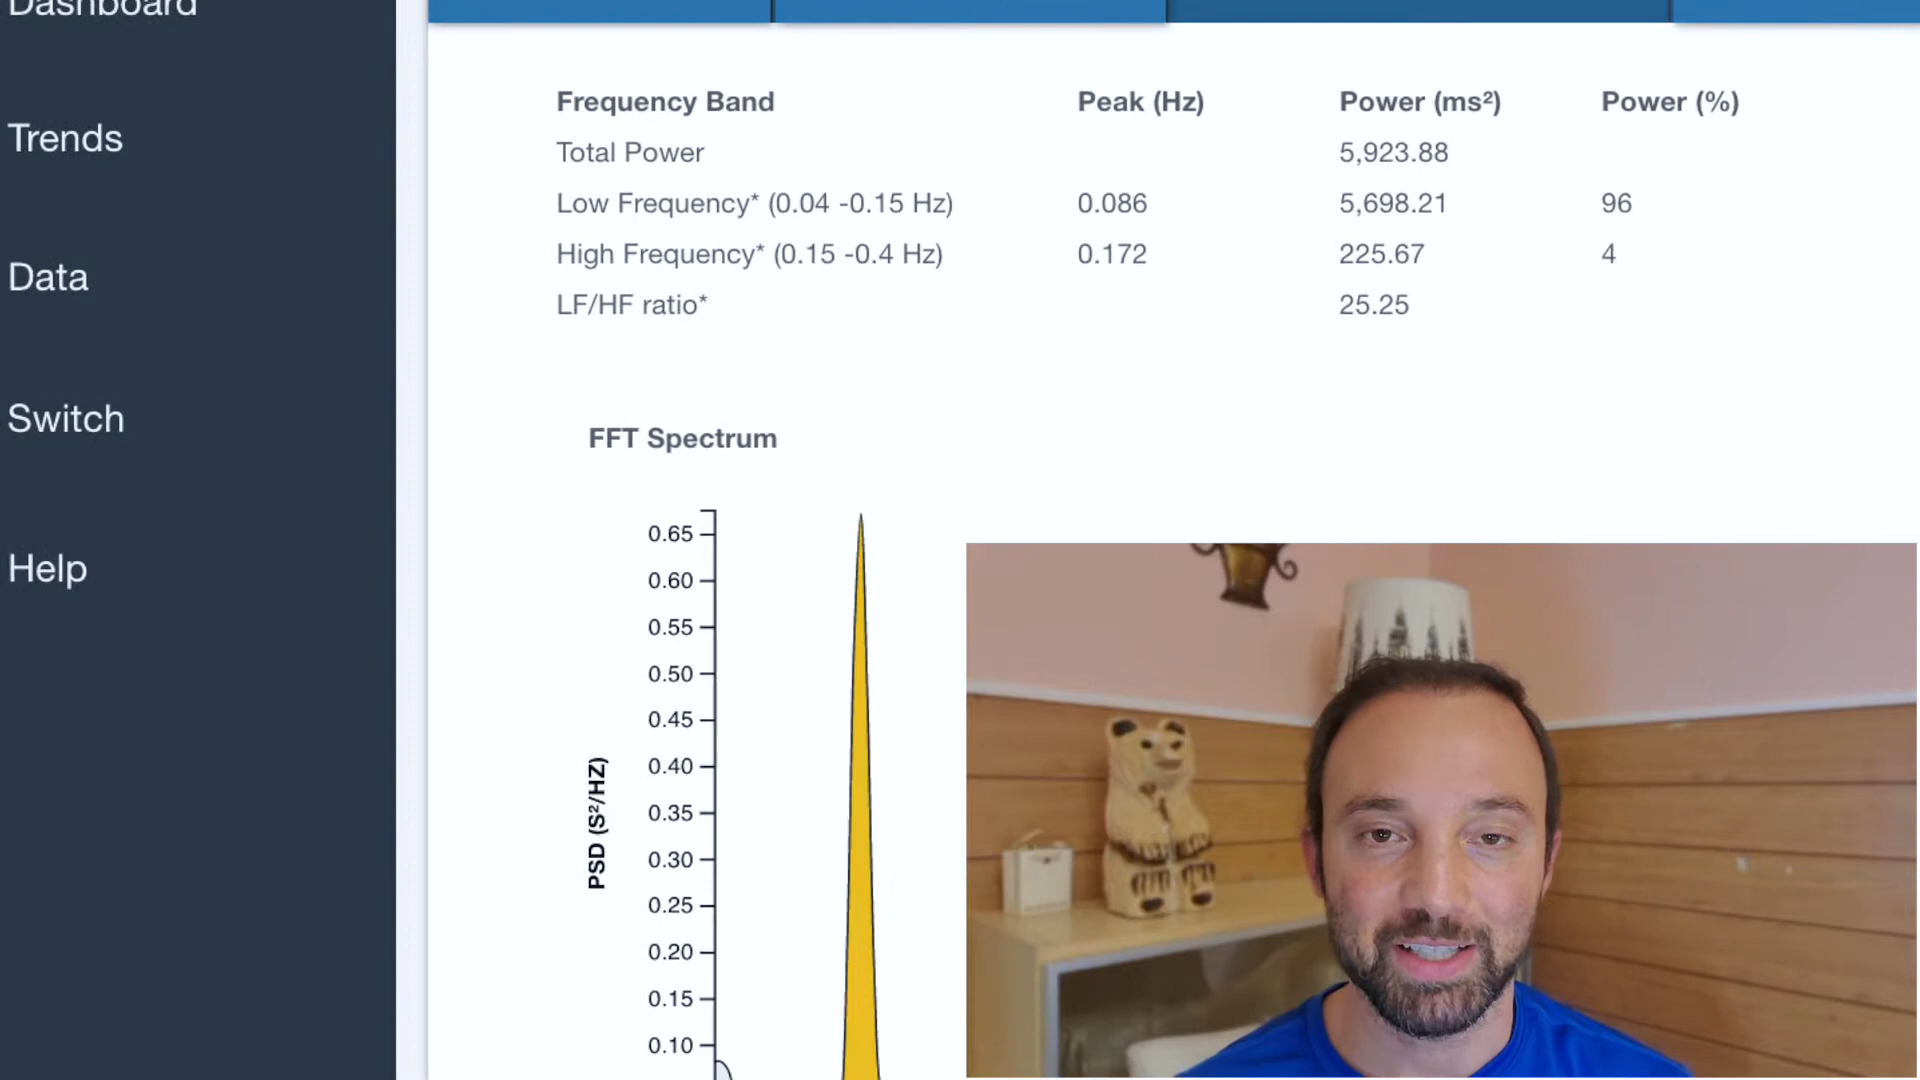 Dashboard
Trends
Data
Switch
Help
Frequency Band Peak (Hz) Power (ms²) Power (%)
Total Power 5,923.88
Low Frequency* (0.04 -0.15 Hz) 0.086 5,698.21 96
High Frequency* (0.15 -0.4 Hz) 0.172 225.67 4
LF/HF ratio* 25.25
FFT Spectrum
PSD (S²/HZ)
0.65
0.60
0.55
0.50
0.45
0.40
0.35
0.30
0.25
0.20
0.15
0.10